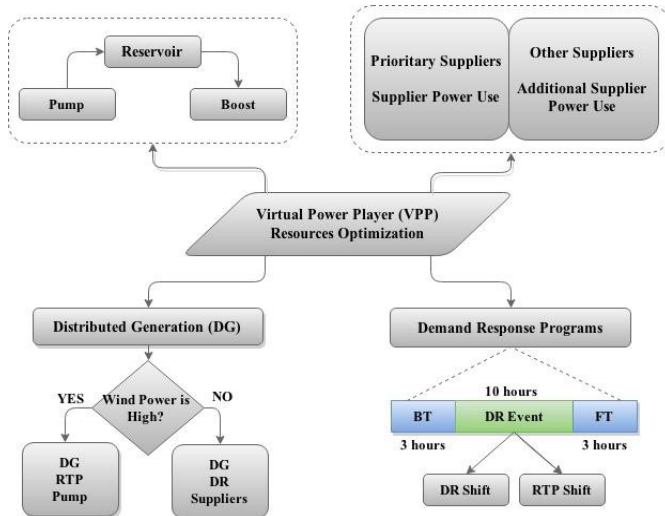 Reservoir
Pump
Boost
Prioritary Suppliers
Supplier Power Use
Other Suppliers
Additional Supplier
Power Use
Virtual Power Player (VPP)
Resources Optimization
Distributed Generation (DG)
Wind Power is
High?
YES
NO
DG
RTP
Pump
DG
DR
Suppliers
Demand Response Programs
10 hours
BT
DR Event
FT
3 hours
3 hours
DR Shift
RTP Shift